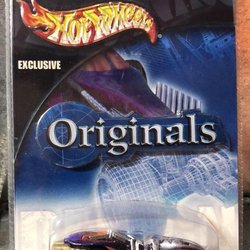 Hot Wheels
EXCLUSIVE
Originals